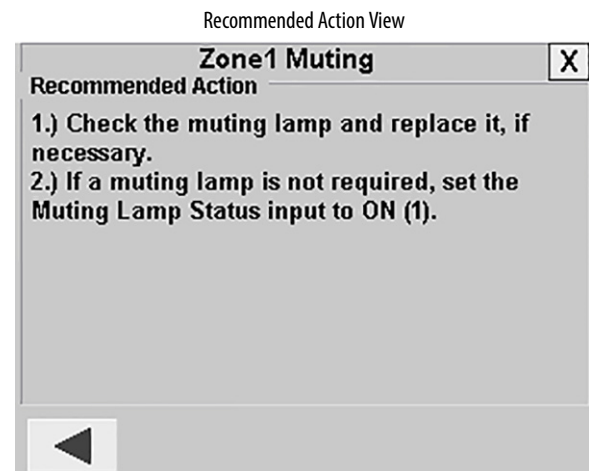 Recommended Action View
Zone1 Muting
X
Recommended Action
1.) Check the muting lamp and replace it, if
necessary.
2.) If a muting lamp is not required, set the
Muting Lamp Status input to ON (1).